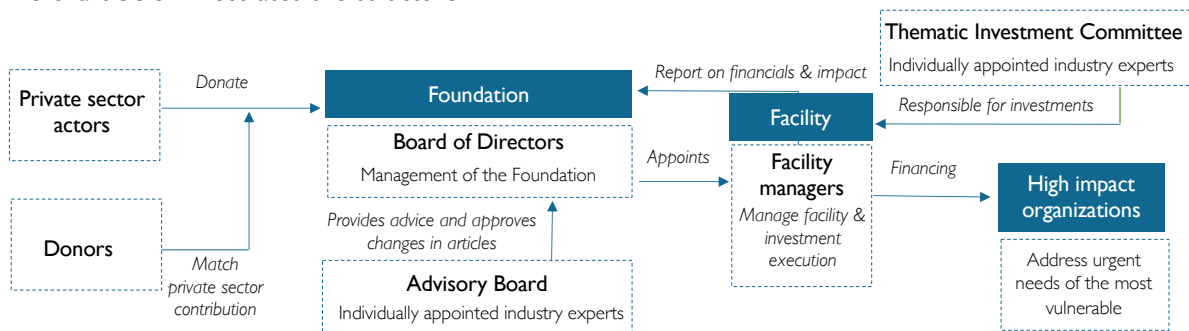 Thematic Investment Committee
Individually appointed industry experts
Donate
Report on financials & impact
Private sector
actors
Foundation
Responsible for investments
Facility
Board of Directors
Management of the Foundation
Appoints
Facility
managers
Manage facility &
investment
execution
Financing
High impact
organizations
Provides advice and approves
changes in articles
Donors
Match
private sector
contribution
Advisory Board
Individually appointed industry experts
Address urgent
needs of the most
vulnerable